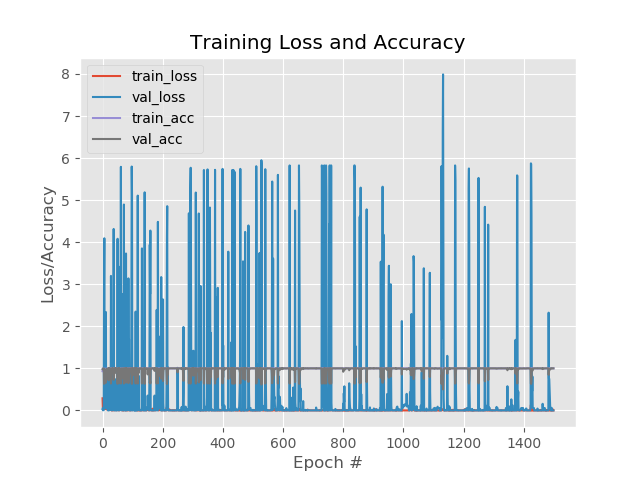 Training Loss and Accuracy
train_loss
val_loss
train_acc
val_acc
Loss/Accuracy
8
7
6
5
4
3
2
1
0
0 200 400 600 800 1000 1200 1400
Epoch #